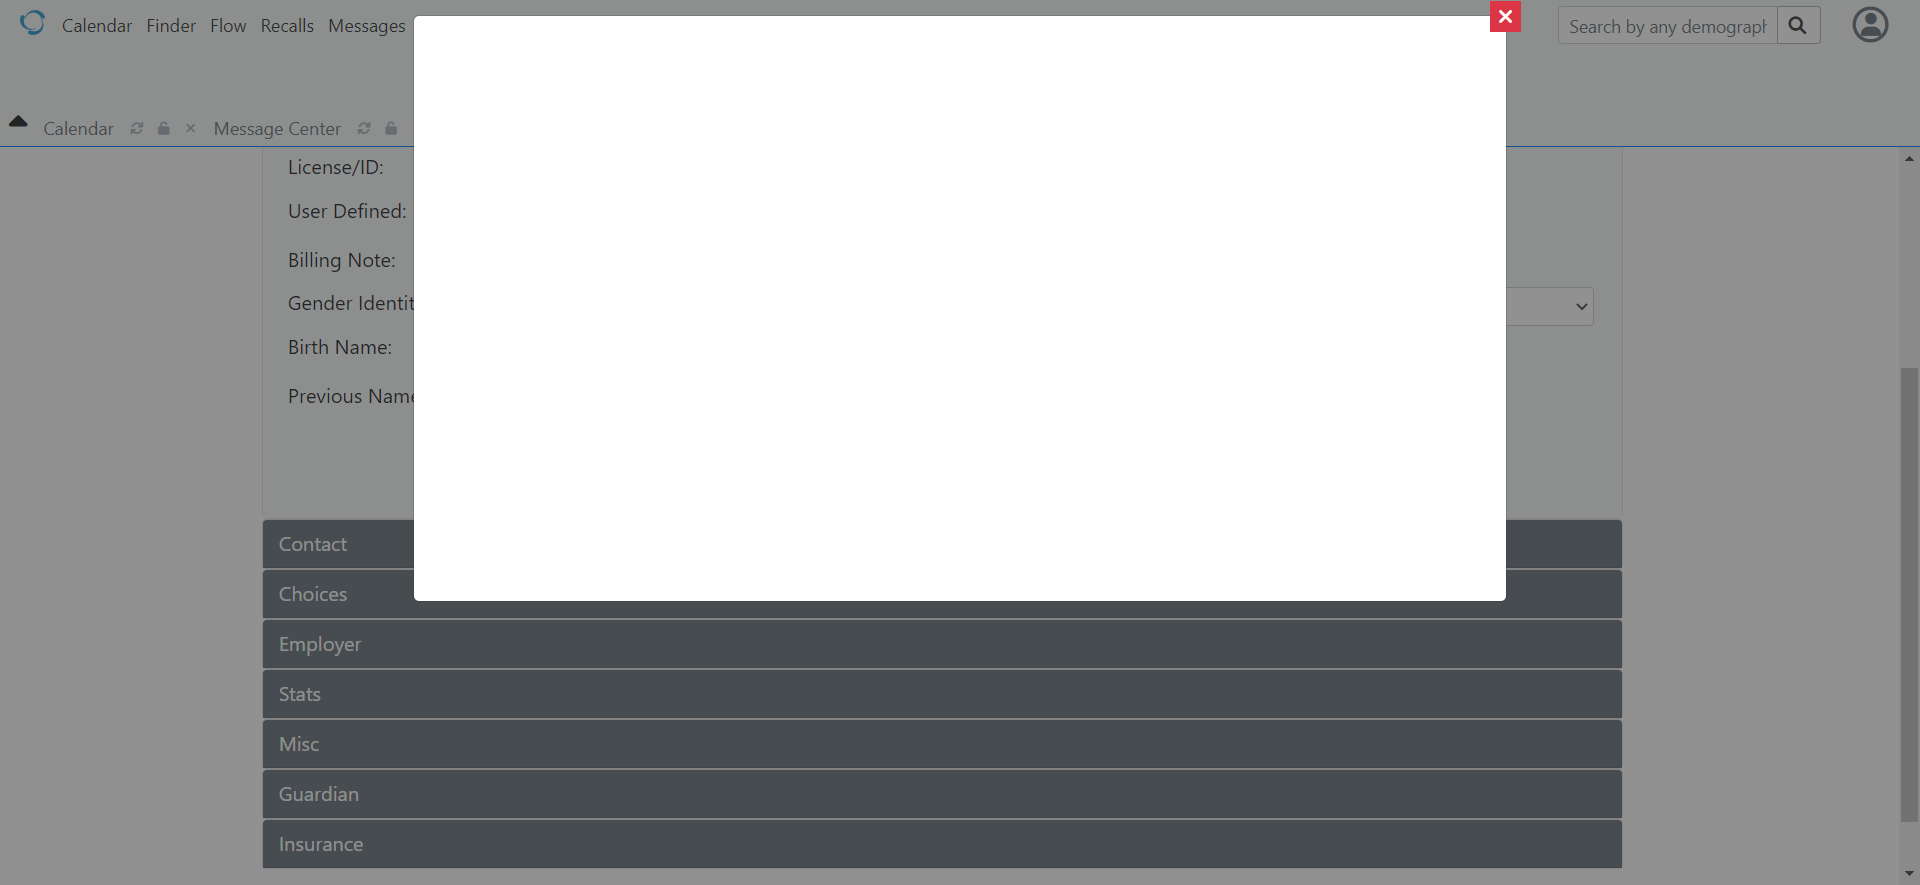 Calendar Finder Flow Recalls Messages
Search by any demograph
Calendar Message Center
License/ID:
User Defined:
Billing Note:
Gender Identit
Birth Name:
Previous Name
Contact
Choices
Employer
Stats
Misc
Guardian
Insurance